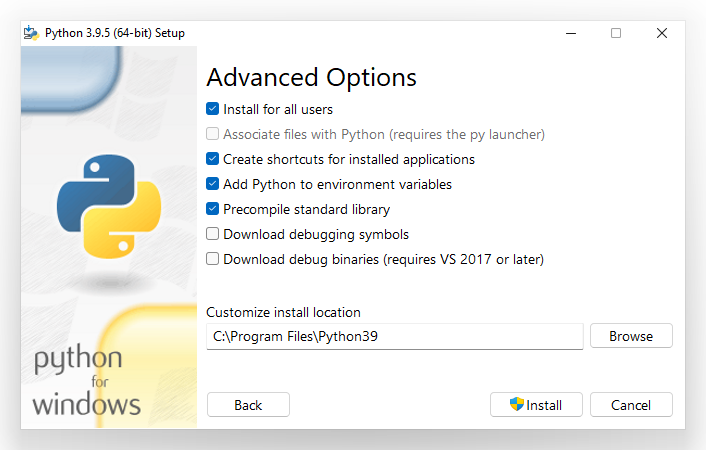 Python 3.9.5 (64-bit) Setup
Advanced Options
Install for all users
Associate files with Python (requires the py launcher)
Create shortcuts for installed applications
Add Python to environment variables
Precompile standard library
Download debugging symbols
Download debug binaries (requires VS 2017 or later)
Customize install location
C:\Program Files\Python39
Browse
python
for
windows
Back
Install
Cancel